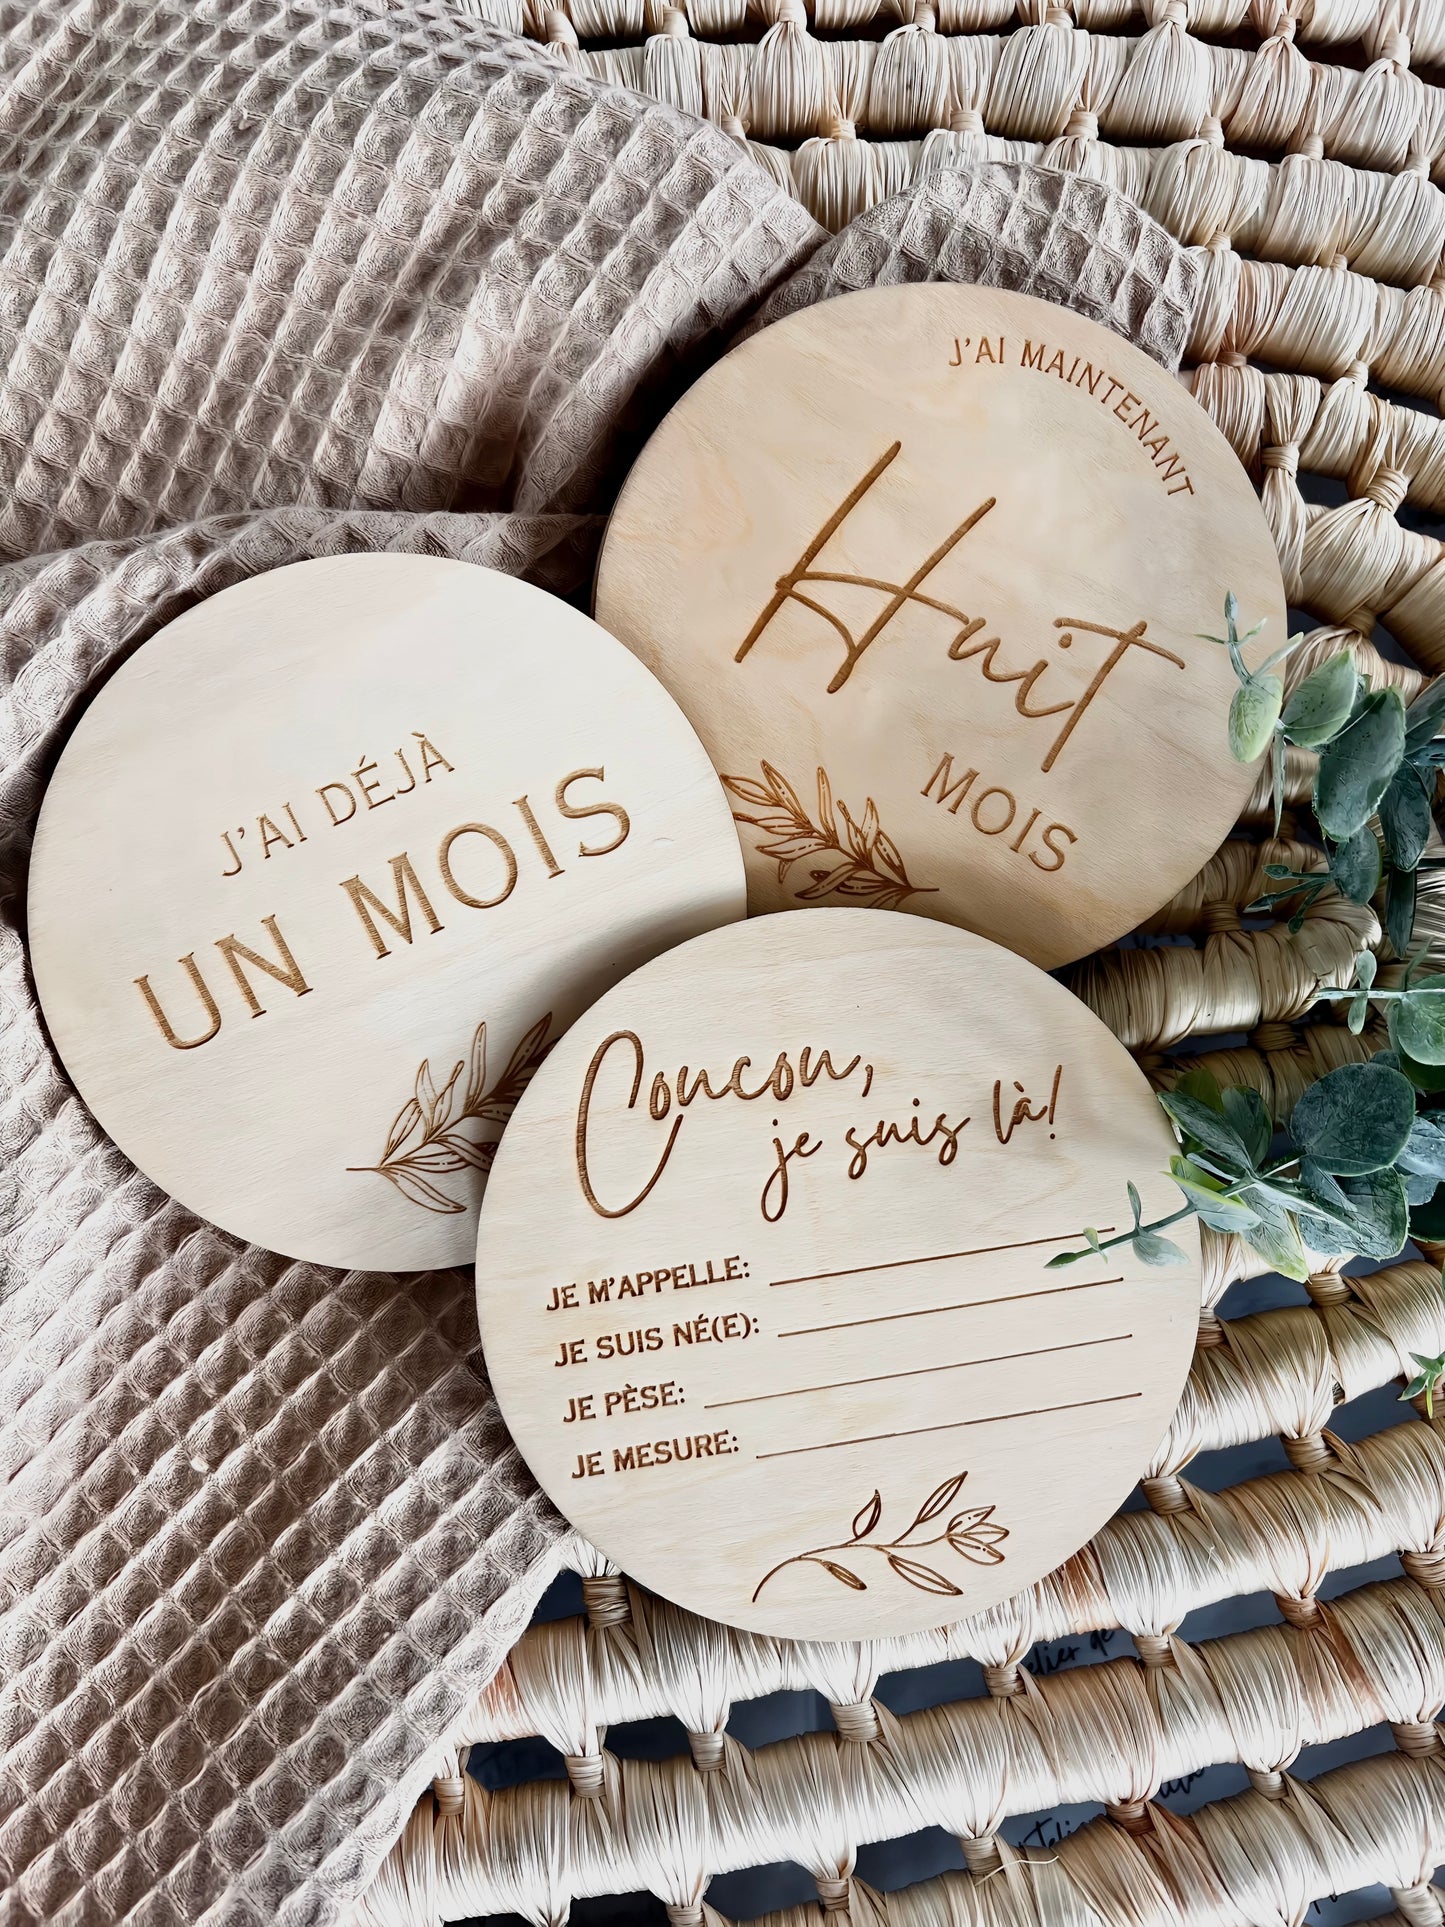 J'AI MAINTENANT
Huit
MOIS
J'AI DÉJÀ
UN MOIS
Coucou,
je suis là!
JE M'APPELLE:
JE SUIS NÉ(E):
JE PÈSE:
JE MESURE: